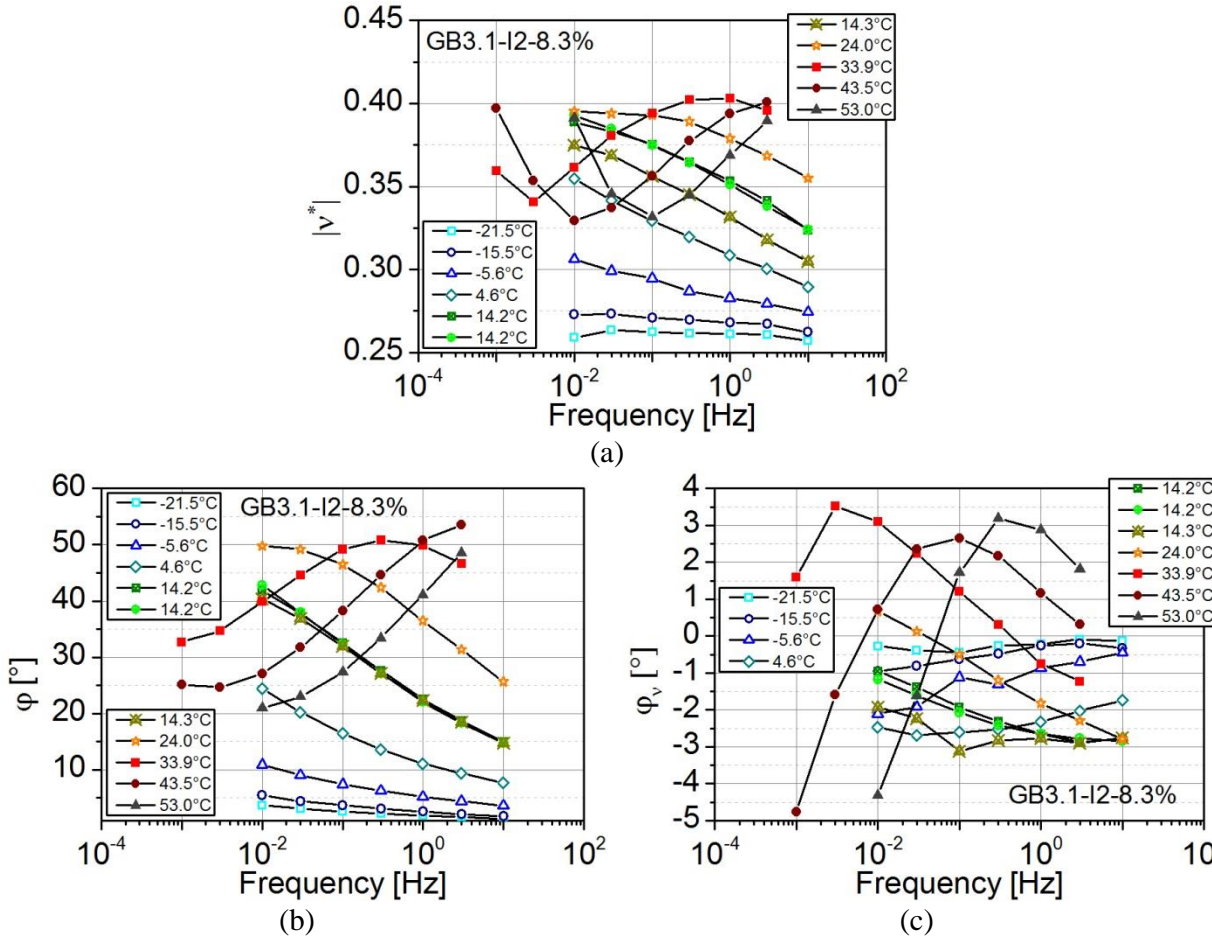 GB3.1-I2-8.3%
0.45
0.40
0.35
0.30
0.25
|ν*|
14.3°C
24.0°C
33.9°C
43.5°C
53.0°C
-21.5°C
-15.5°C
-5.6°C
4.6°C
14.2°C
14.2°C
10⁻⁴ 10⁻² 10⁰ 10²
Frequency [Hz]
(a)
GB3.1-I2-8.3%
60
50
40
30
20
10
φ [°]
-21.5°C
-15.5°C
-5.6°C
4.6°C
14.2°C
14.2°C
14.3°C
24.0°C
33.9°C
43.5°C
53.0°C
10⁻⁴ 10⁻² 10⁰ 10²
Frequency [Hz]
(b)
4
3
2
1
0
-1
-2
-3
-4
-5
φᵥ [°]
14.2°C
14.2°C
14.3°C
24.0°C
33.9°C
43.5°C
53.0°C
-21.5°C
-15.5°C
-5.6°C
4.6°C
GB3.1-I2-8.3%
10⁻⁴ 10⁻² 10⁰ 10²
Frequency [Hz]
(c)